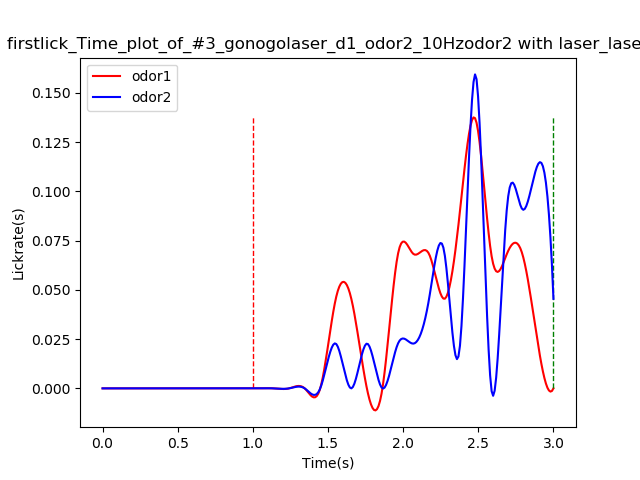 firstlick_Time_plot_of_#3_gonogolaser_d1_odor2_10Hzodor2 with laser_lase
odor1
odor2
0.150
0.125
0.100
0.075
0.050
0.025
0.000
Lickrate(s)
0.0 0.5 1.0 1.5 2.0 2.5 3.0
Time(s)